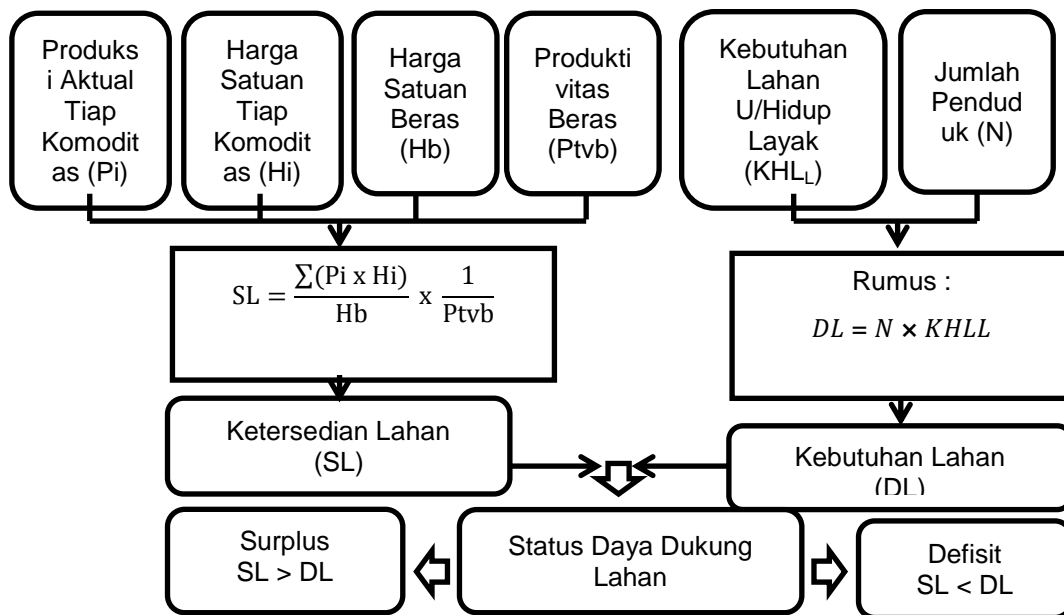 Produks
i Aktual
Tiap
Komodit
as (Pi)
Harga
Satuan
Tiap
Komodit
as (Hi)
Harga
Satuan
Beras
(Hb)
Produkti
vitas
Beras
(Ptvb)
Kebutuhan
Lahan
U/Hidup
Layak
(KHL_L)
Jumlah
Pendud
uk (N)
SL = ∑(Pi x Hi)/Hb x 1/Ptvb
Rumus :
DL = N × KHLL
Ketersedian Lahan
(SL)
Kebutuhan Lahan
(DL)
Surplus
SL > DL
Status Daya Dukung
Lahan
Defisit
SL < DL